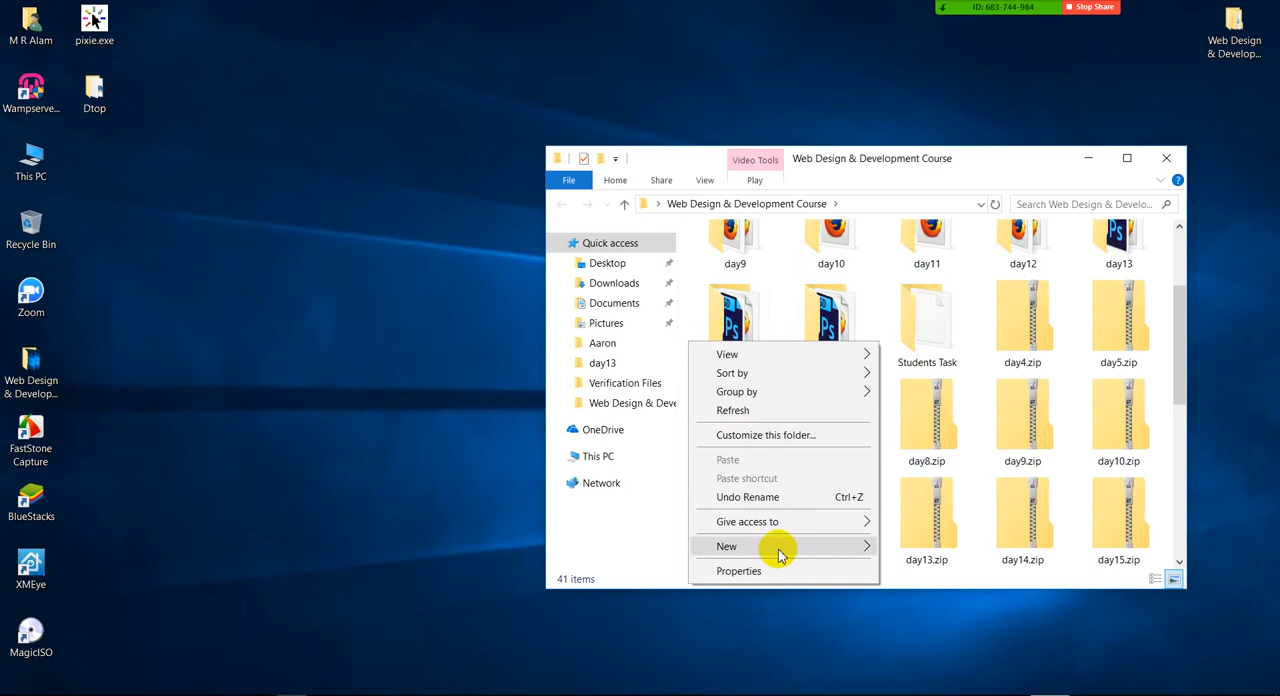 M R Alam
pixie.exe
Wampserve...
Dtop
This PC
Recycle Bin
Zoom
Web Design
& Develop...
FastStone
Capture
BlueStacks
XMEye
MagicISO
ID: 683-744-984
Stop Share
Web Design
& Develop...
Video Tools
Web Design & Development Course
File
Home
Share
View
Play
Web Design & Development Course
Search Web Design & Develo...
Quick access
Desktop
Downloads
Documents
Pictures
Aaron
day13
Verification Files
Web Design & Deve
OneDrive
This PC
Network
day9
day10
day11
day12
day13
Ps
Ps
Ps
Students Task
day4.zip
day5.zip
day8.zip
day9.zip
day10.zip
day13.zip
day14.zip
day15.zip
View
Sort by
Group by
Refresh
Customize this folder...
Paste
Paste shortcut
Undo Rename Ctrl+Z
Give access to
New
Properties
41 items